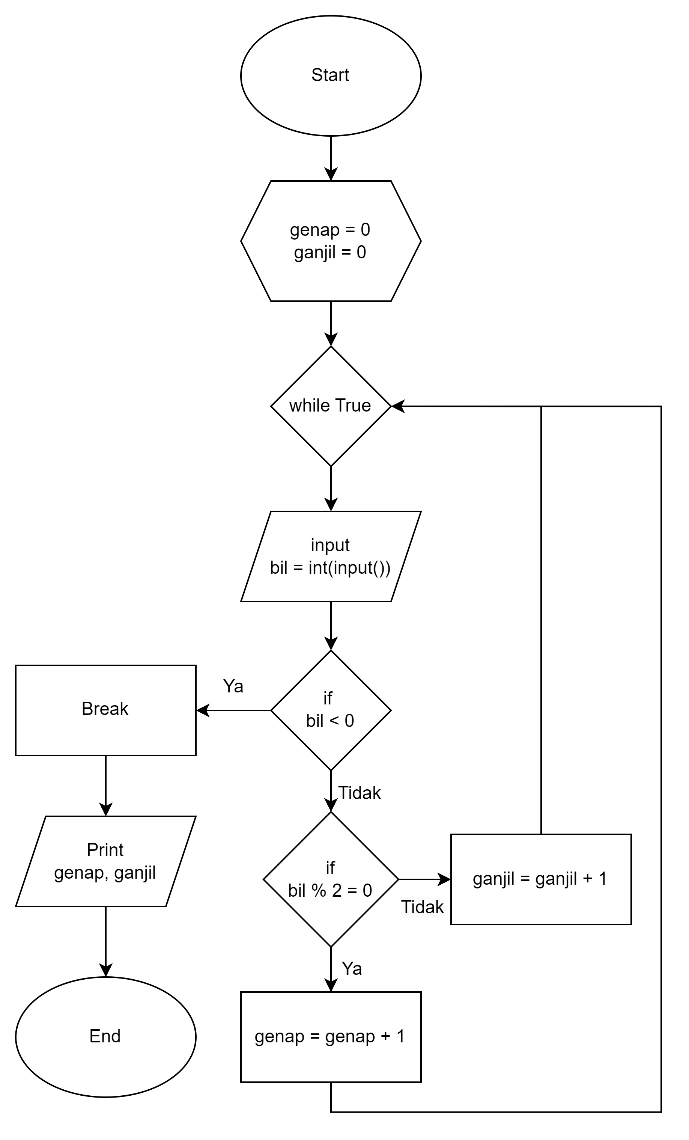 Start
genap = 0
ganjil = 0
while True
input
bil = int(input())
Ya
if
bil < 0
Break
Tidak
Print
genap, ganjil
if
bil % 2 = 0
Tidak
ganjil = ganjil + 1
Ya
End
genap = genap + 1